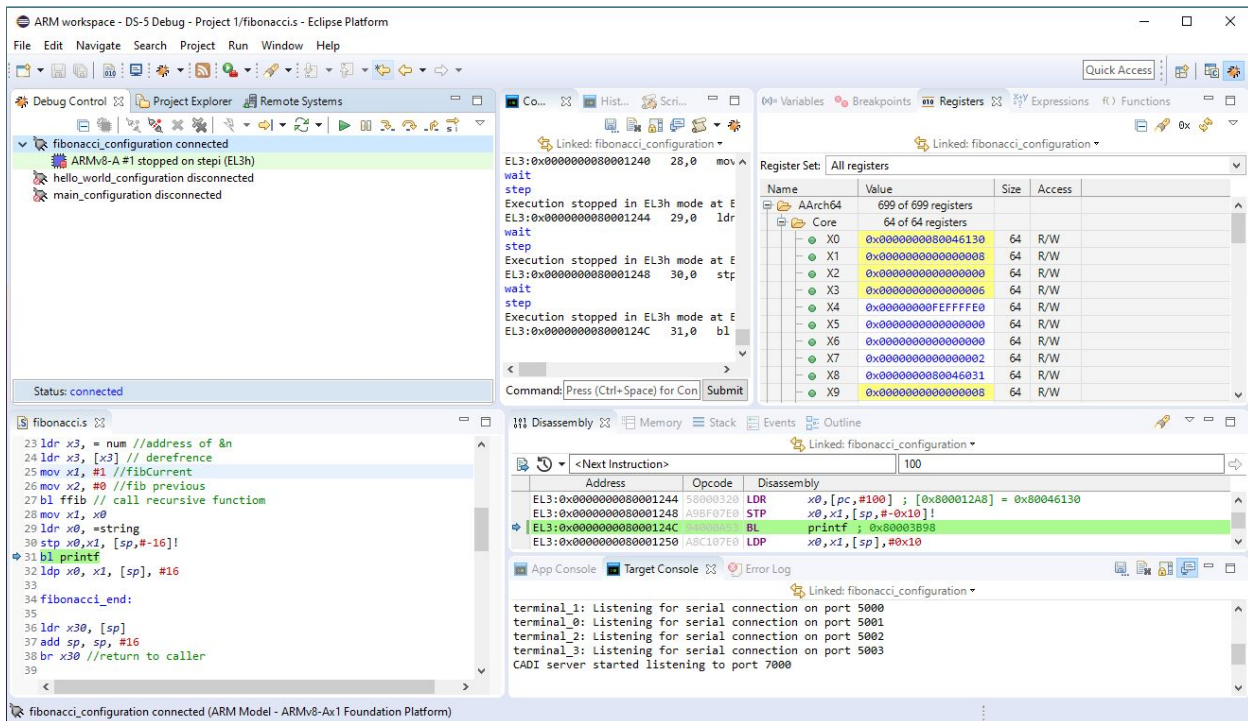 ARM workspace - DS-5 Debug - Project 1/fibonacci.s - Eclipse Platform
File Edit Navigate Search Project Run Window Help
Quick Access
Debug Control Project Explorer Remote Systems
fibonacci_configuration connected
ARMv8-A #1 stopped on stepi (EL3h)
hello_world_configuration disconnected
main_configuration disconnected
Status: connected
Co... Hist... Scri...
Linked: fibonacci_configuration
EL3:0x0000000080001240 28,0 mov
wait
step
Execution stopped in EL3h mode at E
EL3:0x0000000080001244 29,0 ldr
wait
step
Execution stopped in EL3h mode at E
EL3:0x0000000080001248 30,0 stp
wait
step
Execution stopped in EL3h mode at E
EL3:0x000000008000124C 31,0 bl
Command: Press (Ctrl+Space) for Con Submit
(x)= Variables Breakpoints Registers Expressions f() Functions
Linked: fibonacci_configuration
Register Set: All registers
Name Value Size Access
AArch64 699 of 699 registers
Core 64 of 64 registers
X0 0x0000000080046130 64 R/W
X1 0x0000000000000008 64 R/W
X2 0x0000000000000000 64 R/W
X3 0x0000000000000006 64 R/W
X4 0x00000000FEFFFFE0 64 R/W
X5 0x0000000000000000 64 R/W
X6 0x0000000000000000 64 R/W
X7 0x0000000000000002 64 R/W
X8 0x0000000080046031 64 R/W
X9 0x0000000000000008 64 R/W
fibonacci.s
23 ldr x3, = num //address of &n
24 ldr x3, [x3] // derefrence
25 mov x1, #1 //fibCurrent
26 mov x2, #0 //fib previous
27 bl ffib // call recursive functiom
28 mov x1, x0
29 ldr x0, =string
30 stp x0,x1, [sp,#-16]!
31 bl printf
32 ldp x0, x1, [sp], #16
33
34 fibonacci_end:
35
36 ldr x30, [sp]
37 add sp, sp, #16
38 br x30 //return to caller
39
Disassembly Memory Stack Events Outline
Linked: fibonacci_configuration
<Next Instruction> 100
Address Opcode Disassembly
EL3:0x0000000080001244 58000320 LDR x0,[pc,#100] ; [0x800012A8] = 0x80046130
EL3:0x0000000080001248 A9BF07E0 STP x0,x1,[sp,#-0x10]!
EL3:0x000000008000124C 94000A53 BL printf ; 0x80003B98
EL3:0x0000000080001250 A8C107E0 LDP x0,x1,[sp],#0x10
App Console Target Console Error Log
Linked: fibonacci_configuration
terminal_1: Listening for serial connection on port 5000
terminal_0: Listening for serial connection on port 5001
terminal_2: Listening for serial connection on port 5002
terminal_3: Listening for serial connection on port 5003
CADI server started listening to port 7000
fibonacci_configuration connected (ARM Model - ARMv8-Ax1 Foundation Platform)